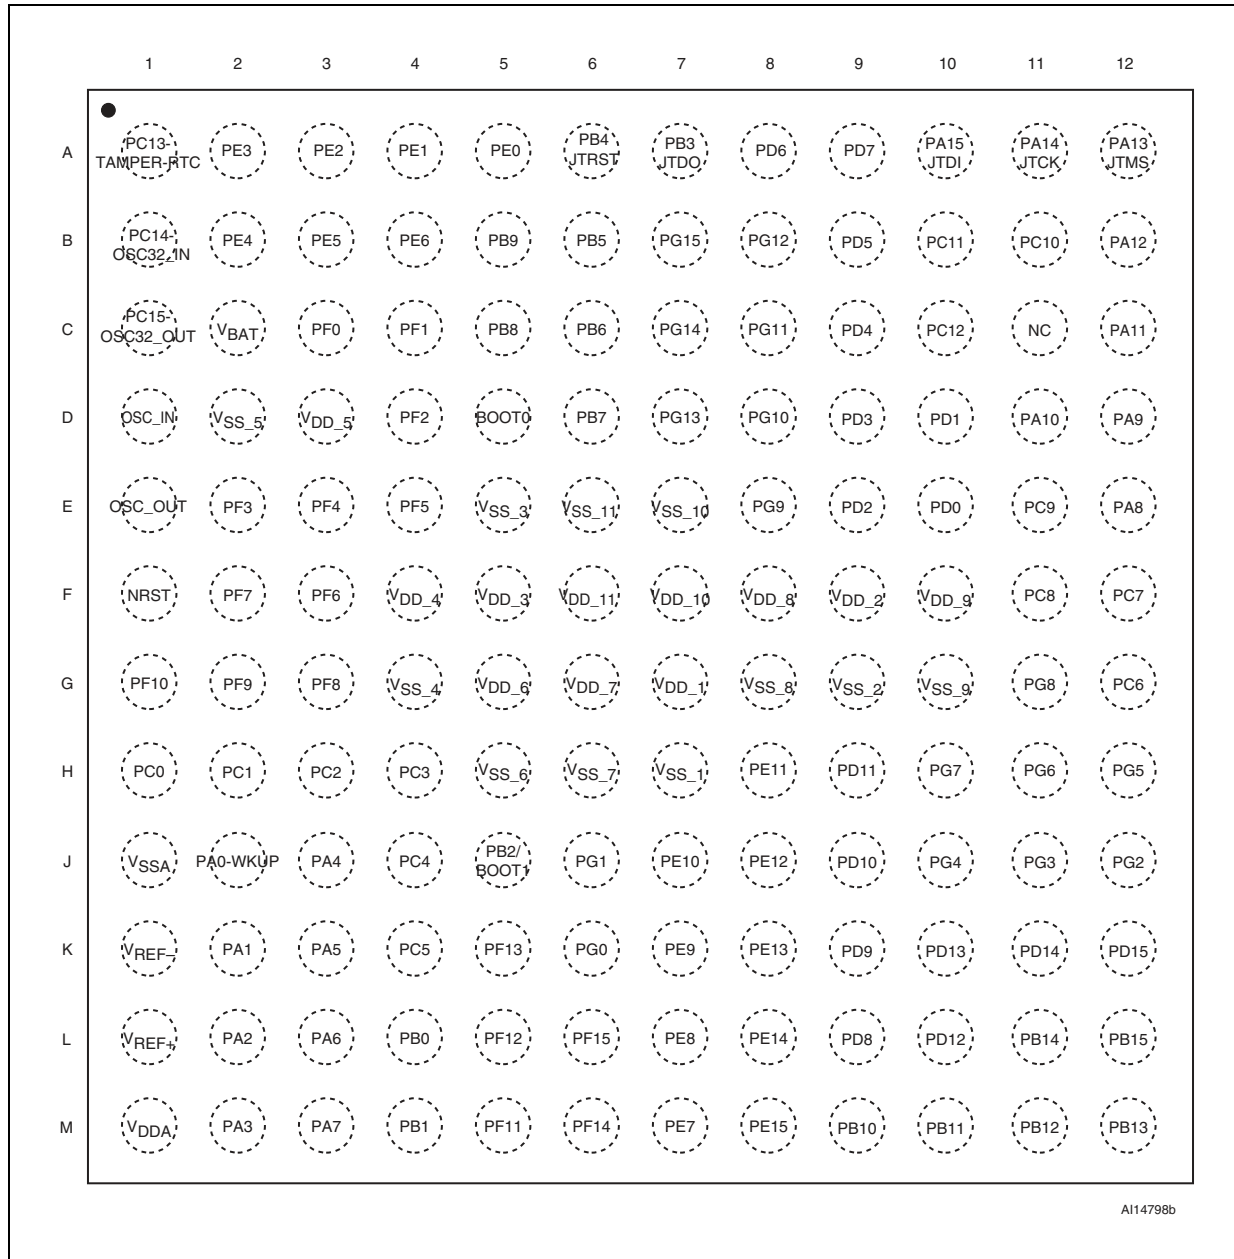 1 2 3 4 5 6 7 8 9 10 11 12
A PC13-TAMPER-RTC PE3 PE2 PE1 PE0 PB4 JTRST PB3 JTDO PD6 PD7 PA15 JTDI PA14 JTCK PA13 JTMS
B PC14-OSC32_IN PE4 PE5 PE6 PB9 PB5 PG15 PG12 PD5 PC11 PC10 PA12
C PC15-OSC32_OUT VBAT PF0 PF1 PB8 PB6 PG14 PG11 PD4 PC12 NC PA11
D OSC_IN VSS_5 VDD_5 PF2 BOOT0 PB7 PG13 PG10 PD3 PD1 PA10 PA9
E OSC_OUT PF3 PF4 PF5 VSS_3 VSS_11 VSS_10 PG9 PD2 PD0 PC9 PA8
F NRST PF7 PF6 VDD_4 VDD_3 VDD_11 VDD_10 VDD_8 VDD_2 VDD_9 PC8 PC7
G PF10 PF9 PF8 VSS_4 VDD_6 VDD_7 VDD_1 VSS_8 VSS_2 VSS_9 PG8 PC6
H PC0 PC1 PC2 PC3 VSS_6 VSS_7 VSS_1 PE11 PD11 PG7 PG6 PG5
J VSSA PA0-WKUP PA4 PC4 PB2/BOOT1 PG1 PE10 PE12 PD10 PG4 PG3 PG2
K VREF– PA1 PA5 PC5 PF13 PG0 PE9 PE13 PD9 PD13 PD14 PD15
L VREF+ PA2 PA6 PB0 PF12 PF15 PE8 PE14 PD8 PD12 PB14 PB15
M VDDA PA3 PA7 PB1 PF11 PF14 PE7 PE15 PB10 PB11 PB12 PB13
AI14798b